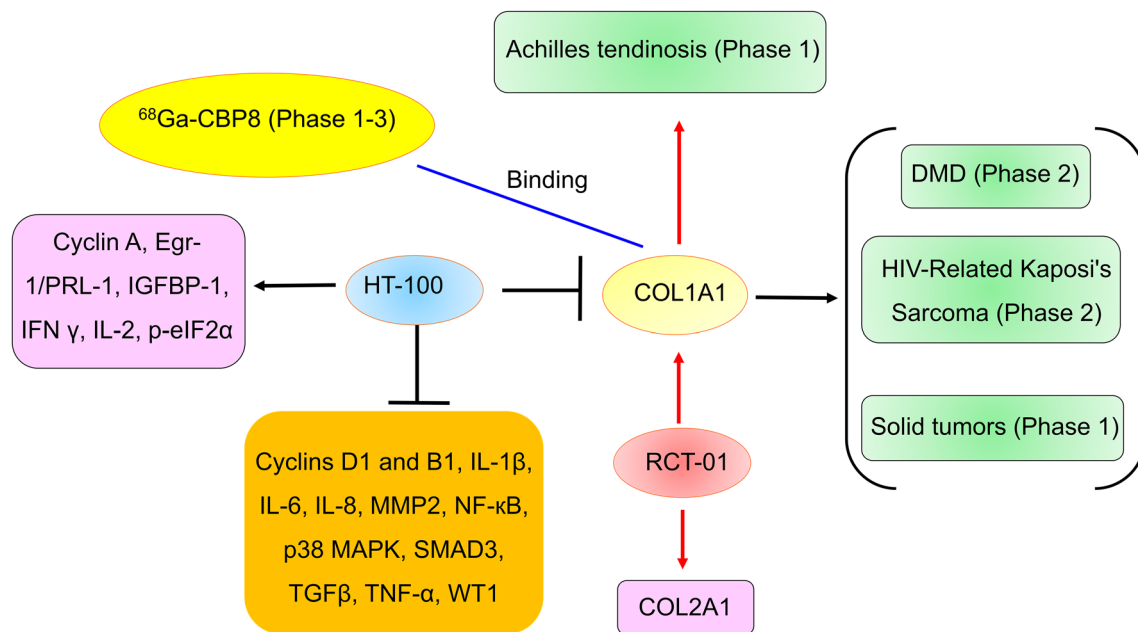 Achilles tendinosis (Phase 1)
⁶⁸Ga-CBP8 (Phase 1-3)
Binding
DMD (Phase 2)
Cyclin A, Egr-
1/PRL-1, IGFBP-1,
IFN γ, IL-2, p-eIF2α
HT-100
COL1A1
HIV-Related Kaposi's
Sarcoma (Phase 2)
Solid tumors (Phase 1)
Cyclins D1 and B1, IL-1β,
IL-6, IL-8, MMP2, NF-κB,
p38 MAPK, SMAD3,
TGFβ, TNF-α, WT1
RCT-01
COL2A1